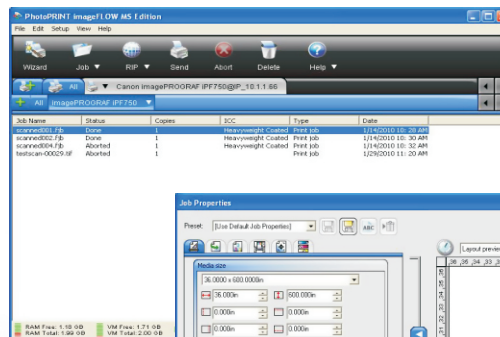 PhotoPRINT imageFLOW MS Edition
File Edit Setup View Help
Wizard Job RIP Send Abort Delete Help
All Canon imagePROGRAF iPF750@IP_10.1.1.86
All imagePROGRAF iPF750
Job Name Status Copies ICC Type Date
scanned001.fjb Done 1 Heavyweight Coated Print job 1/14/2010 10: 28 AM
scanned002.fjb Done 1 Heavyweight Coated Print job 1/14/2010 10: 30 AM
scanned004.fjb Aborted 1 Heavyweight Coated Print job 1/14/2010 10: 32 AM
testscan-00029.tif Aborted 1 Print job 1/29/2010 11: 20 AM
Job Properties
Preset: [Use Default Job Properties] ABC
Layout preview
Media size
36.0000 x 600.0000in
36.000in 600.000in
0.000in 0.000in
0.000in 0.000in
RAM Free: 1.18 GB VM Free: 1.71 GB
RAM Total: 1.99 GB VM Total: 2.00 GB